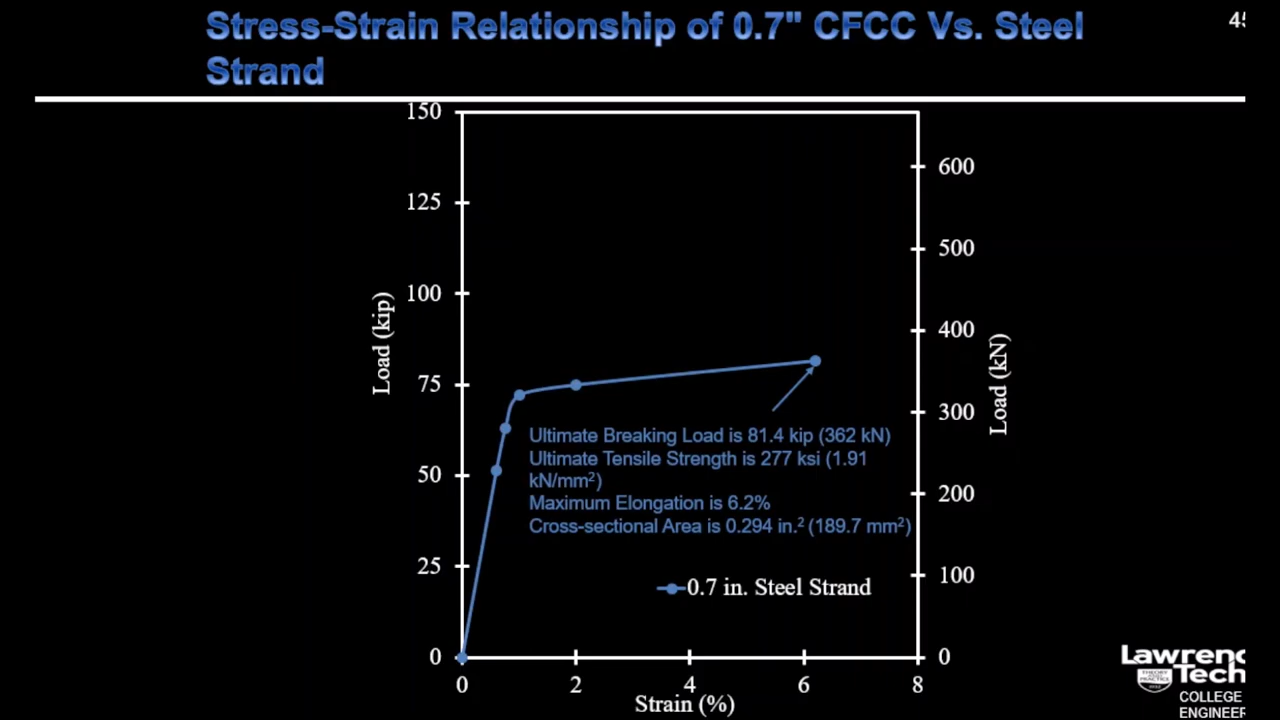 Stress-Strain Relationship of 0.7" CFCC Vs. Steel
Strand
150
125
100
75
50
25
0
Load (kip)
600
500
400
300
200
100
0
Load (kN)
Ultimate Breaking Load is 81.4 kip (362 kN)
Ultimate Tensile Strength is 277 ksi (1.91
kN/mm²)
Maximum Elongation is 6.2%
Cross-sectional Area is 0.294 in.² (189.7 mm²)
0.7 in. Steel Strand
0 2 4 6 8
Strain (%)
Lawrenc
Tech
COLLEGE
ENGINEER